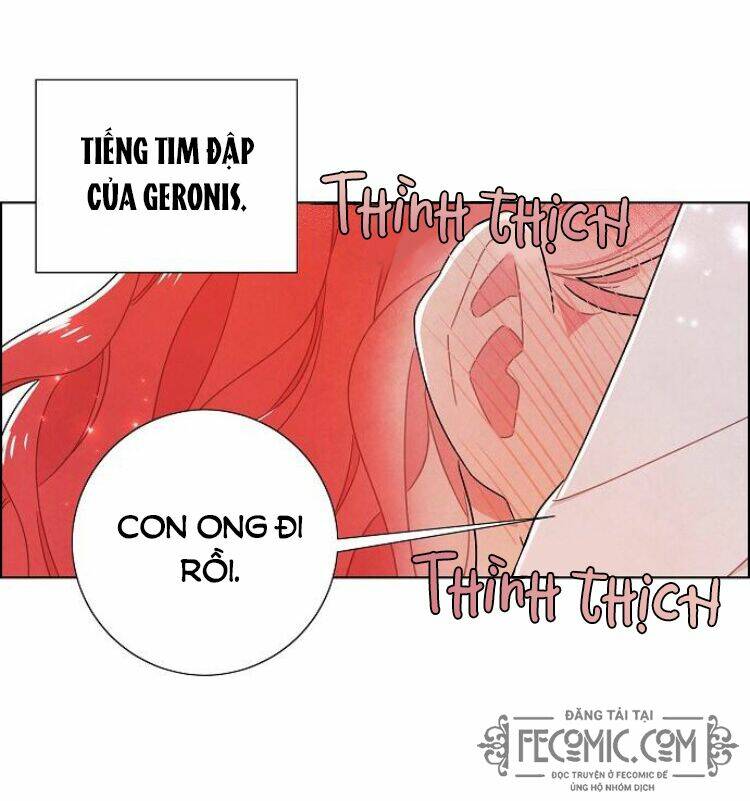 TIẾNG TIM ĐẬP
CỦA GERONIS.
THÌNH THỊCH
CON ONG ĐI
RỒI.
THÌNH THỊCH
ĐĂNG TẢI TẠI
FECOMIC.COM
ĐỌC TRUYỆN Ở FECOMIC ĐỂ
ỦNG HỘ NHÓM DỊCH